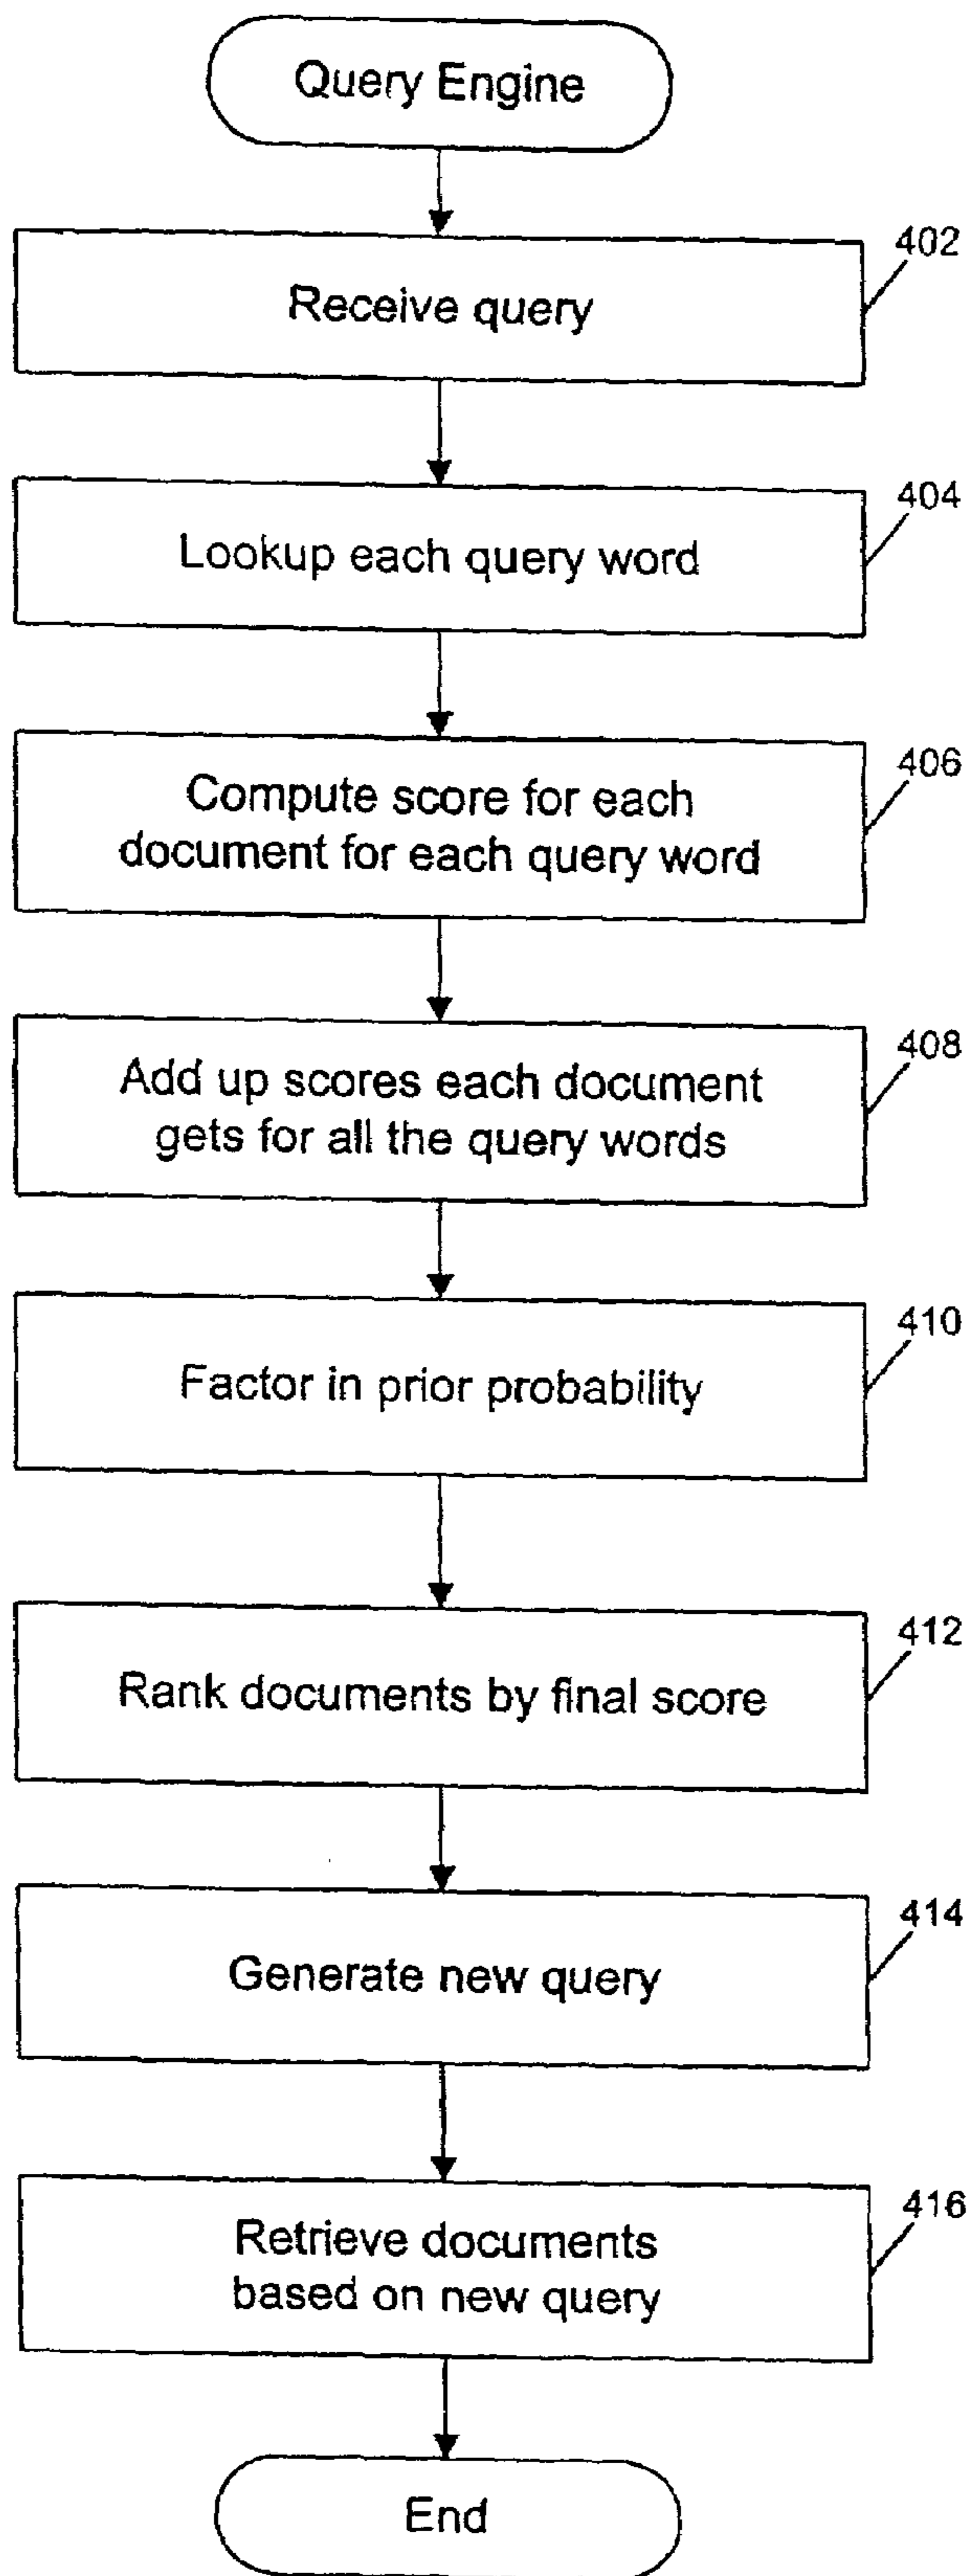 Query Engine
402
Receive query
404
Lookup each query word
406
Compute score for each
document for each query word
408
Add up scores each document
gets for all the query words
410
Factor in prior probability
412
Rank documents by final score
414
Generate new query
416
Retrieve documents
based on new query
End